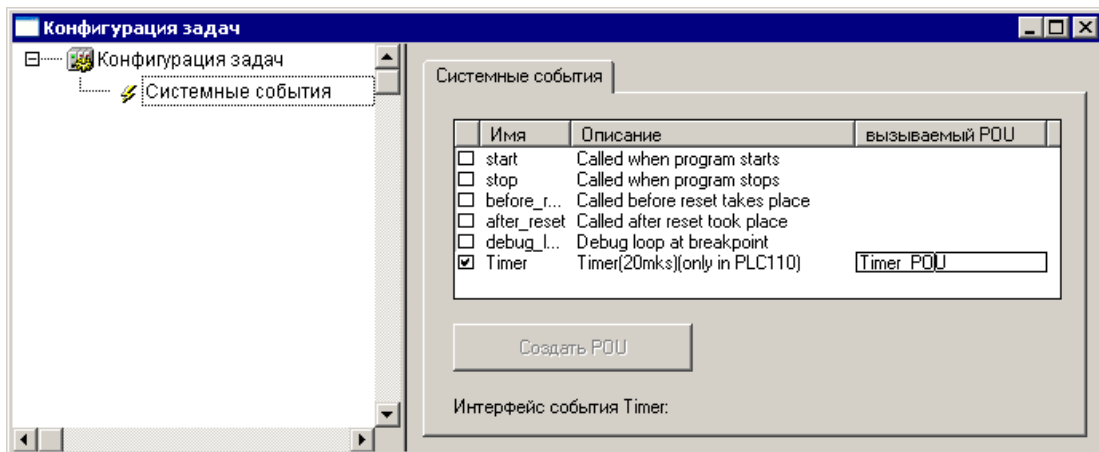 Конфигурация задач
Конфигурация задач
Системные события
Системные события
Имя Описание вызываемый POU
start Called when program starts
stop Called when program stops
before_r... Called before reset takes place
after_reset Called after reset took place
debug_l... Debug loop at breakpoint
Timer Timer(20mks)(only in PLC110) Timer_POU
Создать POU
Интерфейс события Timer: